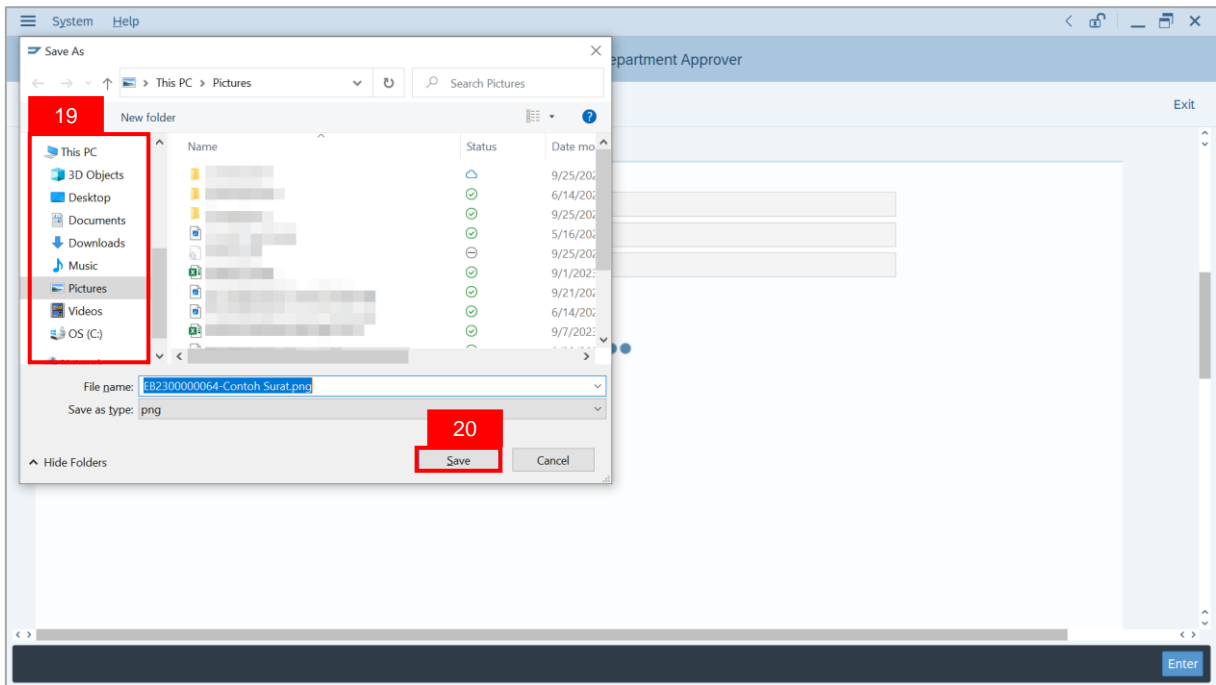 System Help
Save As
epartment Approver
This PC > Pictures
Search Pictures
Exit
19
New folder
Name Status Date mo
This PC
3D Objects 9/25/202
Desktop 6/14/202
9/25/202
Documents 5/16/202
Downloads 9/25/202
Music 9/1/2023
Pictures 9/21/202
Videos 6/14/202
OS (C:) 9/7/2023
File name: EB2300000064-Contoh Surat.png
Save as type: png
20
Hide Folders Save Cancel
Enter